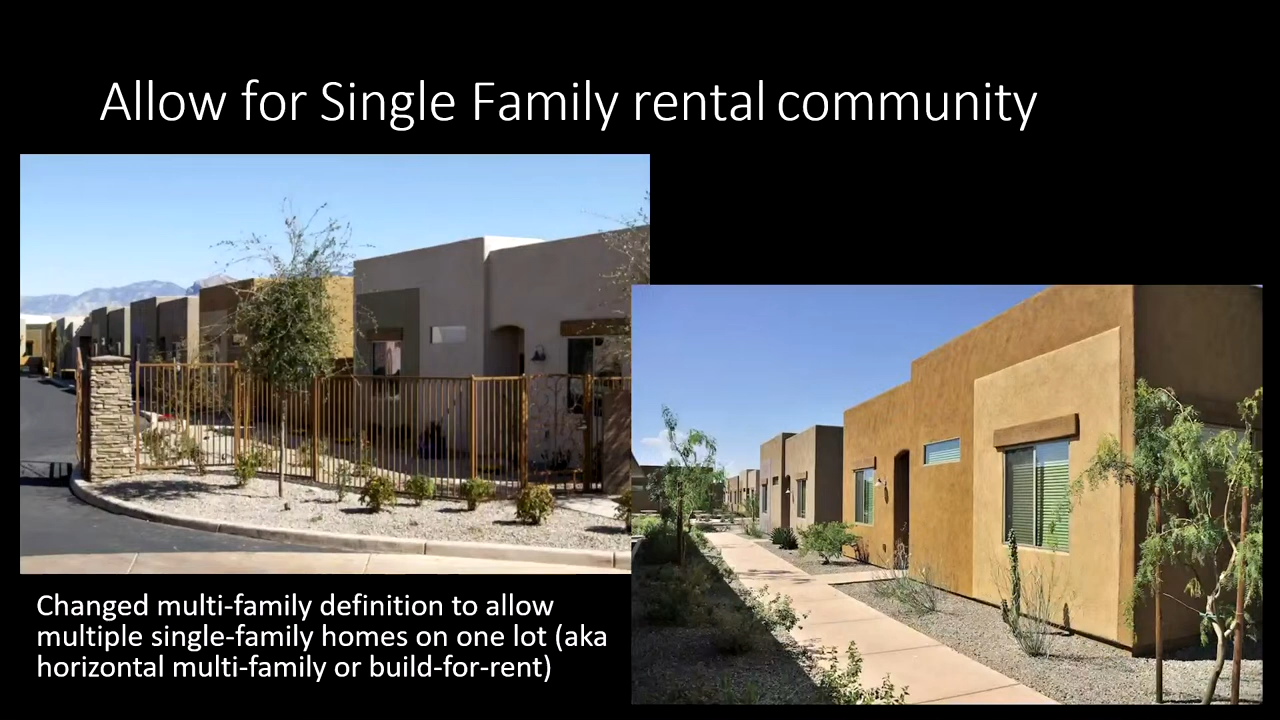 Allow for Single Family rental community
Changed multi-family definition to allow
multiple single-family homes on one lot (aka
horizontal multi-family or build-for-rent)